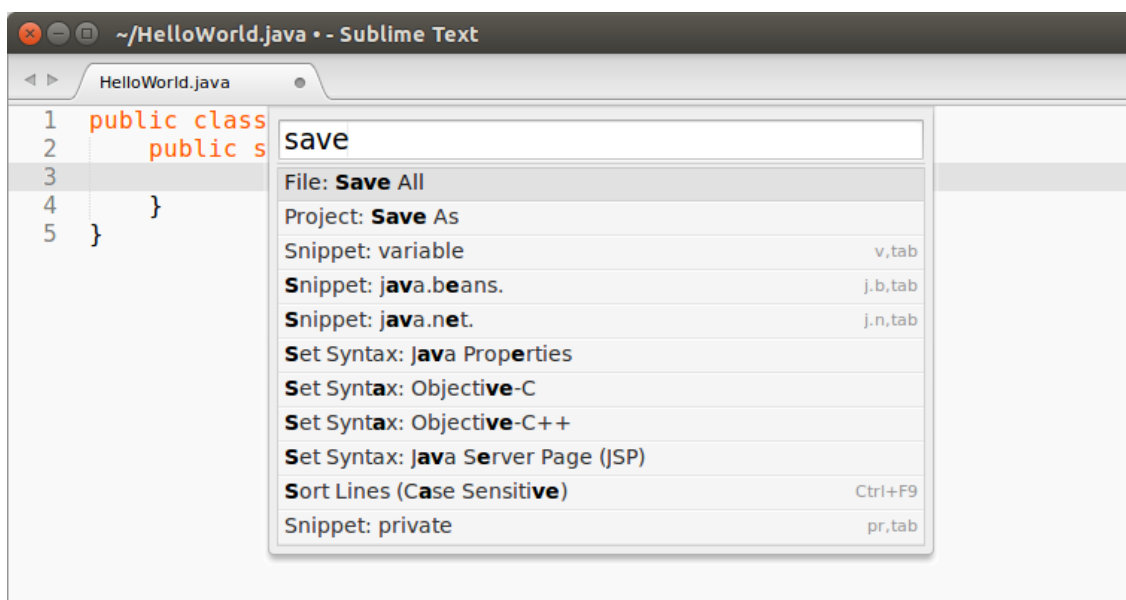 ~/HelloWorld.java • - Sublime Text
HelloWorld.java
1 public class
2 public s
3
4 }
5 }
save
File: Save All
Project: Save As
Snippet: variable v,tab
Snippet: java.beans. j.b,tab
Snippet: java.net. j.n,tab
Set Syntax: Java Properties
Set Syntax: Objective-C
Set Syntax: Objective-C++
Set Syntax: Java Server Page (JSP)
Sort Lines (Case Sensitive) Ctrl+F9
Snippet: private pr,tab